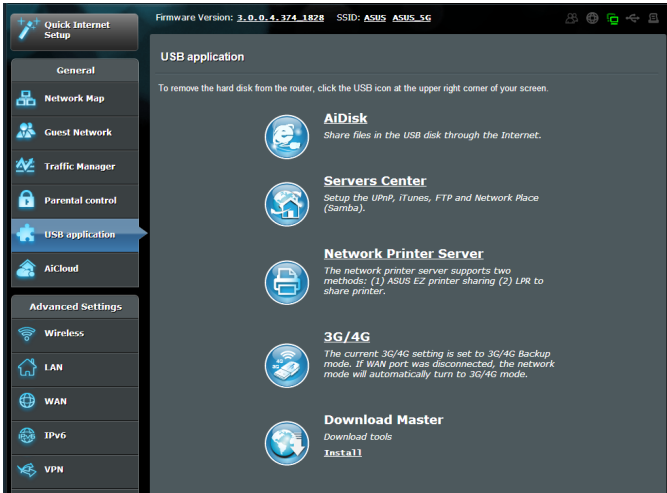 Quick Internet
Setup
Firmware Version: 3.0.0.4.374_1828 SSID: ASUS ASUS_5G
General
Network Map
Guest Network
Traffic Manager
Parental control
USB application
AiCloud
Advanced Settings
Wireless
LAN
WAN
IPv6
IPv6
VPN
USB application
To remove the hard disk from the router, click the USB icon at the upper right corner of your screen.
AiDisk
Share files in the USB disk through the Internet.
Servers Center
Setup the UPnP, iTunes, FTP and Network Place
(Samba).
Network Printer Server
The network printer server supports two
methods: (1) ASUS EZ printer sharing (2) LPR to
share printer.
3G/4G
3G 4G
The current 3G/4G setting is set to 3G/4G Backup
mode. If WAN port was disconnected, the network
mode will automatically turn to 3G/4G mode.
Download Master
Download tools
Install